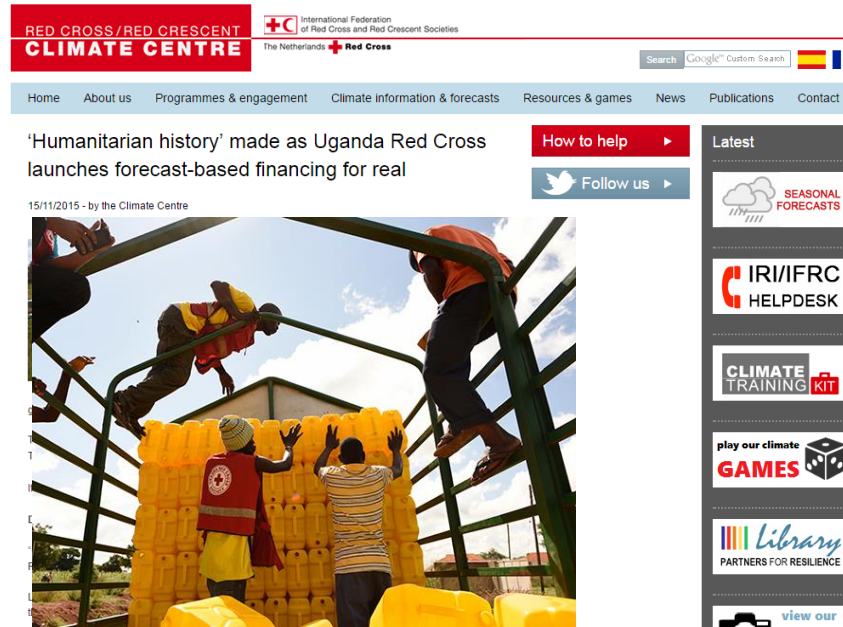 RED CROSS/RED CRESCENT
CLIMATE CENTRE
International Federation
of Red Cross and Red Crescent Societies
The Netherlands Red Cross
Search Google™ Custom Search
Home About us Programmes & engagement Climate information & forecasts Resources & games News Publications Contact
‘Humanitarian history’ made as Uganda Red Cross
launches forecast-based financing for real
15/11/2015 - by the Climate Centre
How to help
Follow us
Latest
SEASONAL
FORECASTS
IRI/IFRC
HELPDESK
CLIMATE
TRAINING KIT
play our climate
GAMES
Library
PARTNERS FOR RESILIENCE
view our